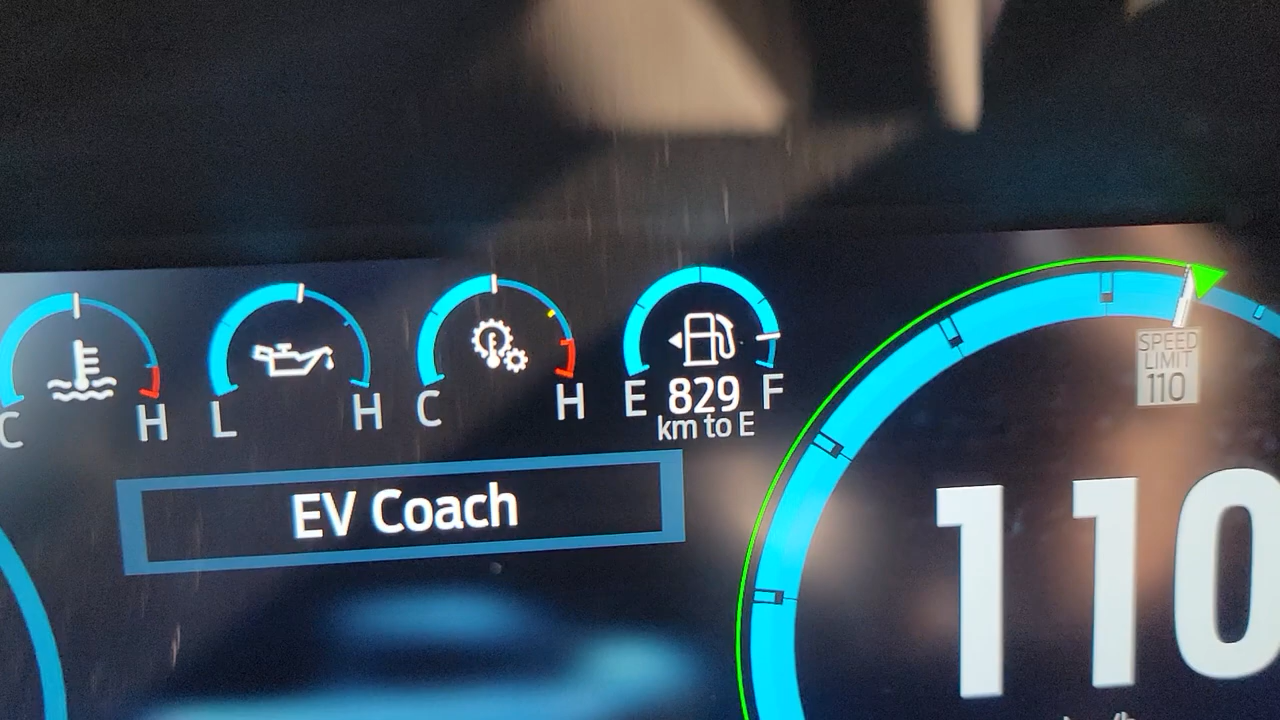 C H
L H
C H
E 829 F
km to E
EV Coach
SPEED
LIMIT
110
110